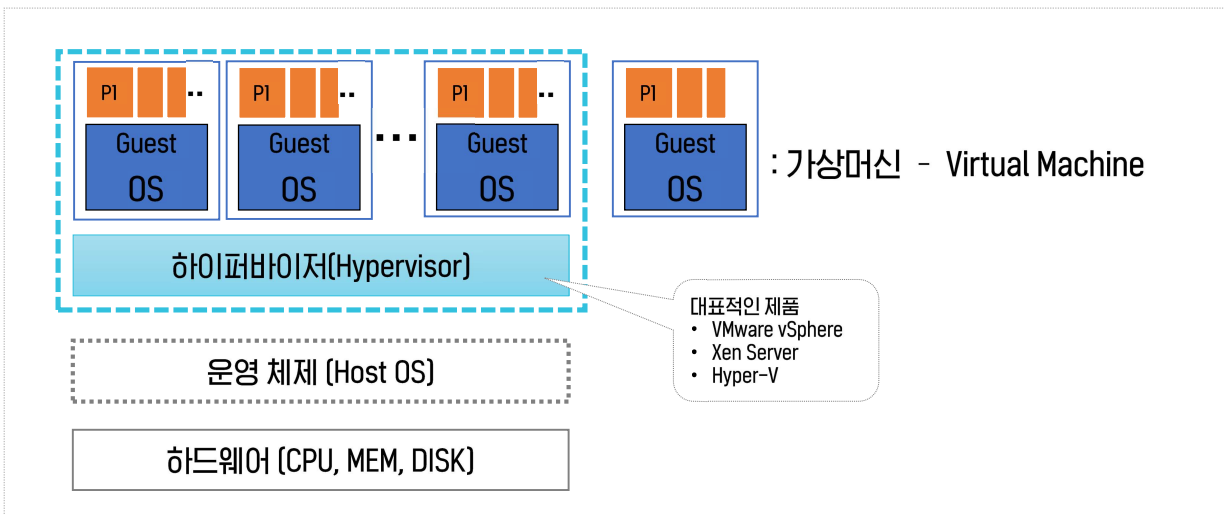 P1 ..
P1 ..
P1 ..
P1
Guest
OS
Guest
OS
...
Guest
OS
Guest
OS
: 가상머신 - Virtual Machine
하이퍼바이저(Hypervisor)
대표적인 제품
• VMware vSphere
• Xen Server
• Hyper-V
운영 체제 (Host OS)
하드웨어 (CPU, MEM, DISK)